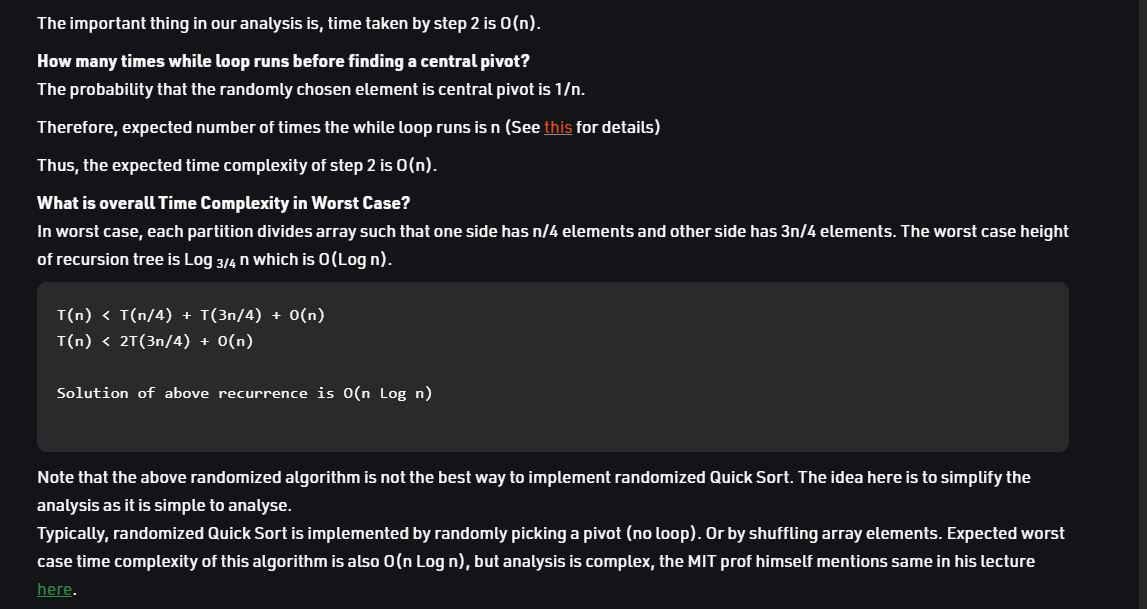 The important thing in our analysis is, time taken by step 2 is O(n).
How many times while loop runs before finding a central pivot?
The probability that the randomly chosen element is central pivot is 1/n.
Therefore, expected number of times the while loop runs is n (See this for details)
Thus, the expected time complexity of step 2 is O(n).
What is overall Time Complexity in Worst Case?
In worst case, each partition divides array such that one side has n/4 elements and other side has 3n/4 elements. The worst case height
of recursion tree is Log 3/4 n which is O(Log n).
T(n) < T(n/4) + T(3n/4) + O(n)
T(n) < 2T(3n/4) + O(n)
Solution of above recurrence is O(n Log n)
Note that the above randomized algorithm is not the best way to implement randomized Quick Sort. The idea here is to simplify the
analysis as it is simple to analyse.
Typically, randomized Quick Sort is implemented by randomly picking a pivot (no loop). Or by shuffling array elements. Expected worst
case time complexity of this algorithm is also O(n Log n), but analysis is complex, the MIT prof himself mentions same in his lecture
here.